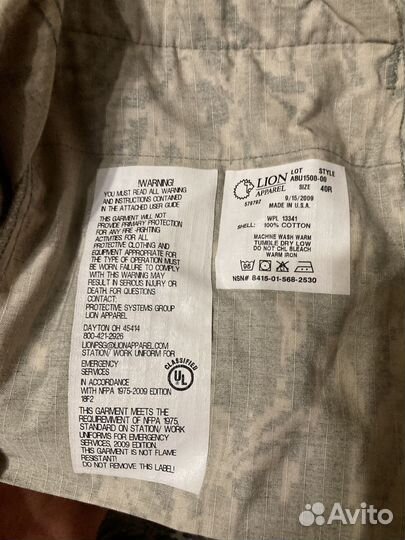 !WARNING!
YOU MUST READ ALL WARNING
AND INSTRUCTIONS CONTAINED
IN THE ATTACHED USER GUIDE
THIS GARMENT WILL NOT
PROVIDE PRIMARY PROTECTION
FOR ANY FIRE -FIGHTING
ACTIVITIES FOR ALL
PROTECTIVE CLOTHING AND
EQUIPMENT APPROPRIATE FOR
THE TYPE OF OPERATION MUST
BE WORN. FAILURE TO COMPLY
WITH THIS WARNING MAY
RESULT IN SERIOUS INJURY OR
DEATH. FOR QUESTIONS
CONTACT:
PROTECTIVE SYSTEMS GROUP
LION APPAREL
DAYTON OH 45414
800-421-2926
LIONPSG@LIONAPPAREL.COM
STATION/ WORK UNIFORM FOR
EMERGENCY
SERVICES
IN ACCORDANCE
WITH NFPA 1975-2009 EDITION
18F2
CLASSIFIED
UL
THIS GARMENT MEETS THE
REQUIREMMENT OF NFPA 1975,
STANDARD ON STATION/ WORK
UNIFORMS FOR EMERGENCY
SERVICES, 2009 EDITION.
THIS GARMENT IS NOT FLAME
RESISTANT!
DO NOT REMOVE THIS LABEL!
LION
APPAREL
LOT STYLE
ABU1500-00
SIZE 40R
9/15/2009
MADE IN U.S.A.
WPL 13341
SHELL: 100% COTTON
MACHINE WASH WARM
TUMBLE DRY LOW
DO NOT CHL BLEACH
WARM IRON
NSN# 8415-01-568-2530
Avito